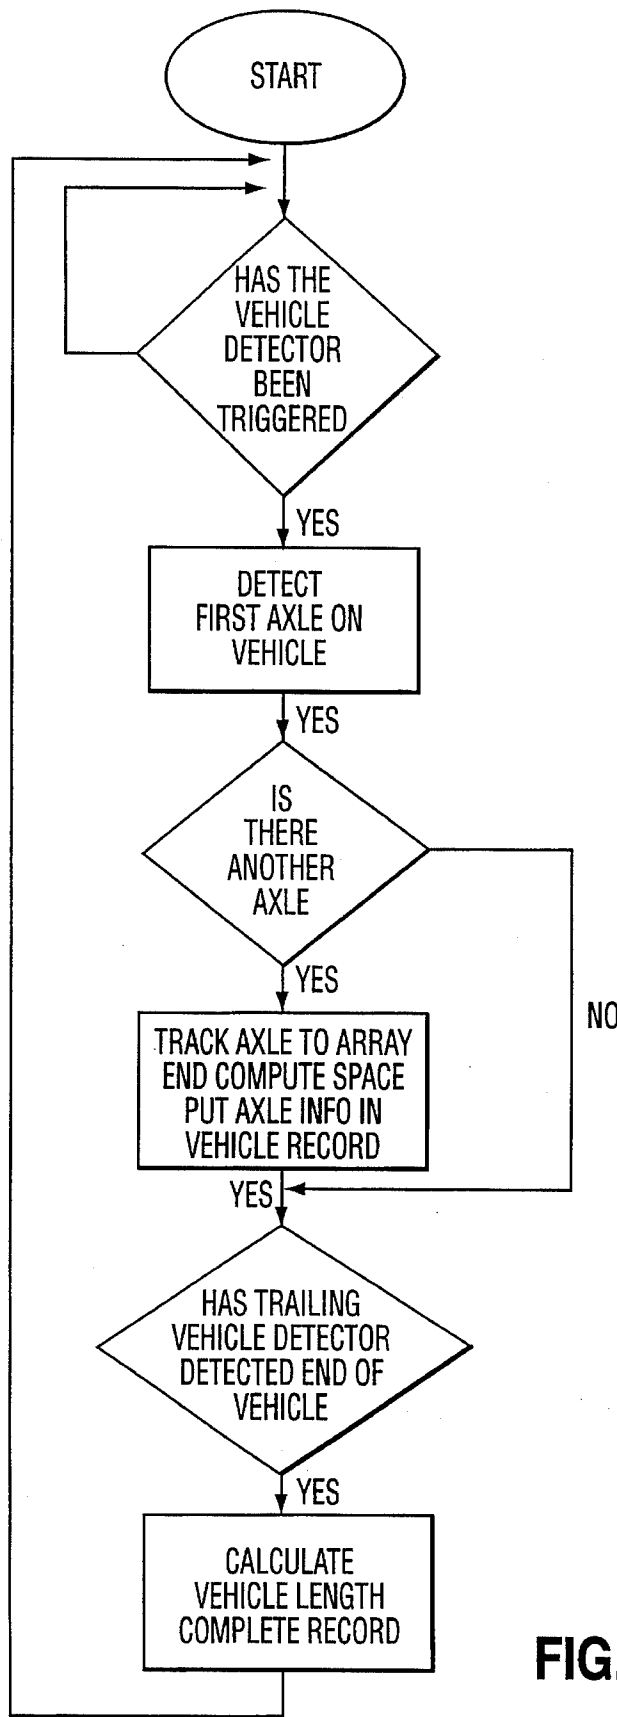 START
HAS THE
VEHICLE
DETECTOR
BEEN
TRIGGERED
YES
DETECT
FIRST AXLE ON
VEHICLE
YES
IS
THERE
ANOTHER
AXLE
YES
NO
TRACK AXLE TO ARRAY
END COMPUTE SPACE
PUT AXLE INFO IN
VEHICLE RECORD
YES
HAS TRAILING
VEHICLE DETECTOR
DETECTED END OF
VEHICLE
YES
CALCULATE
VEHICLE LENGTH
COMPLETE RECORD
FIG.